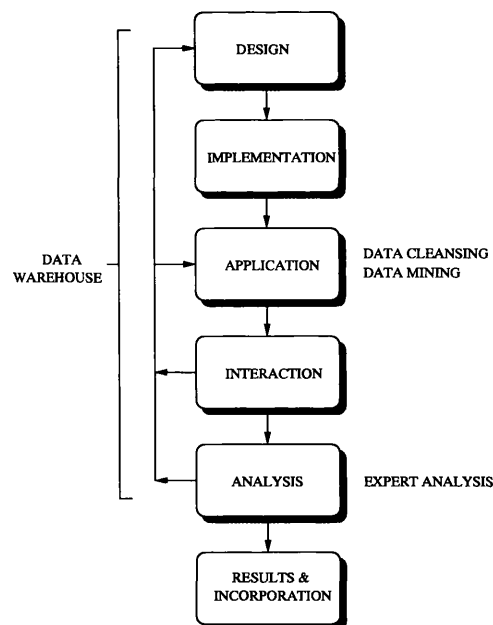 DESIGN
IMPLEMENTATION
DATA
WAREHOUSE
APPLICATION
DATA CLEANSING
DATA MINING
INTERACTION
ANALYSIS
EXPERT ANALYSIS
RESULTS &
INCORPORATION